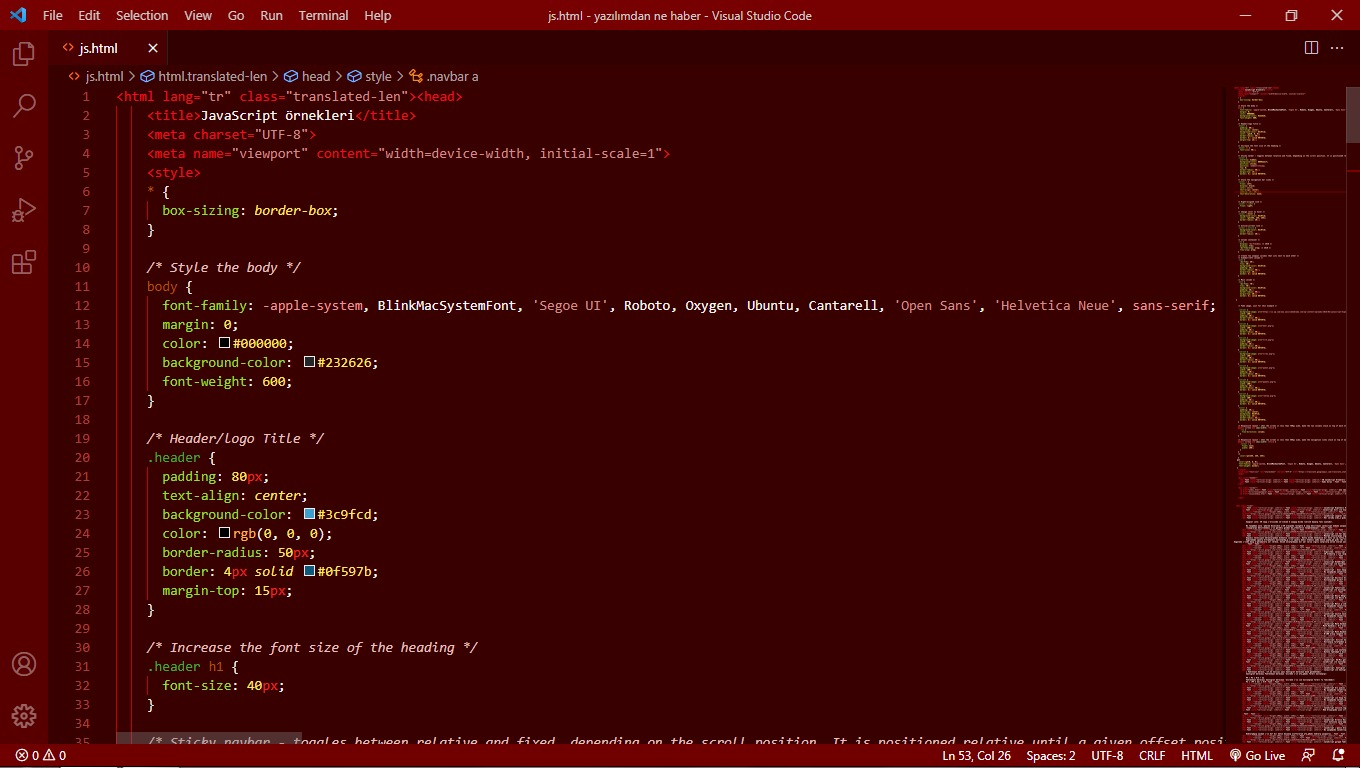 File Edit Selection View Go Run Terminal Help
js.html - yazılımdan ne haber - Visual Studio Code
js.html
js.html > html.translated-len > head > style > .navbar a
1 <html lang="tr" class="translated-len"><head>
2 <title>JavaScript örnekleri</title>
3 <meta charset="UTF-8">
4 <meta name="viewport" content="width=device-width, initial-scale=1">
5 <style>
6 * {
7 box-sizing: border-box;
8 }
9
10 /* Style the body */
11 body {
12 font-family: -apple-system, BlinkMacSystemFont, 'Segoe UI', Roboto, Oxygen, Ubuntu, Cantarell, 'Open Sans', 'Helvetica Neue', sans-serif;
13 margin: 0;
14 color: #000000;
15 background-color: #232626;
16 font-weight: 600;
17 }
18
19 /* Header/logo Title */
20 .header {
21 padding: 80px;
22 text-align: center;
23 background-color: #3c9fcd;
24 color: rgb(0, 0, 0);
25 border-radius: 50px;
26 border: 4px solid #0f597b;
27 margin-top: 15px;
28 }
29
30 /* Increase the font size of the heading */
31 .header h1 {
32 font-size: 40px;
33 }
34
35 /* Sticky navbar - toggles between relative and fixed, depending on the scroll position. It is positioned relative until a given offset posi
0 0
Ln 53, Col 26 Spaces: 2 UTF-8 CRLF HTML Go Live